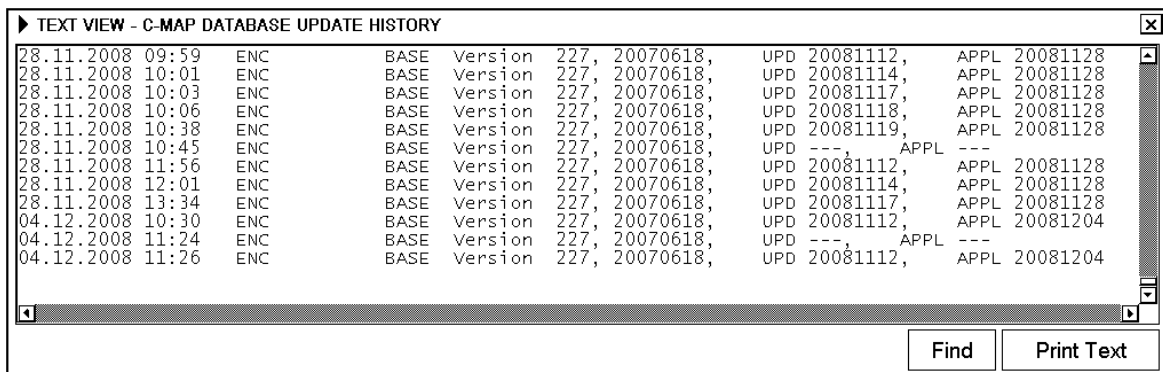 TEXT VIEW - C-MAP DATABASE UPDATE HISTORY
28.11.2008 09:59 ENC BASE Version 227, 20070618, UPD 20081112, APPL 20081128
28.11.2008 10:01 ENC BASE Version 227, 20070618, UPD 20081114, APPL 20081128
28.11.2008 10:03 ENC BASE Version 227, 20070618, UPD 20081117, APPL 20081128
28.11.2008 10:06 ENC BASE Version 227, 20070618, UPD 20081118, APPL 20081128
28.11.2008 10:38 ENC BASE Version 227, 20070618, UPD 20081119, APPL 20081128
28.11.2008 10:45 ENC BASE Version 227, 20070618, UPD ---, APPL ---
28.11.2008 11:56 ENC BASE Version 227, 20070618, UPD 20081112, APPL 20081128
28.11.2008 12:01 ENC BASE Version 227, 20070618, UPD 20081114, APPL 20081128
28.11.2008 13:34 ENC BASE Version 227, 20070618, UPD 20081117, APPL 20081128
04.12.2008 10:30 ENC BASE Version 227, 20070618, UPD 20081112, APPL 20081204
04.12.2008 11:24 ENC BASE Version 227, 20070618, UPD ---, APPL ---
04.12.2008 11:26 ENC BASE Version 227, 20070618, UPD 20081112, APPL 20081204
Find Print Text